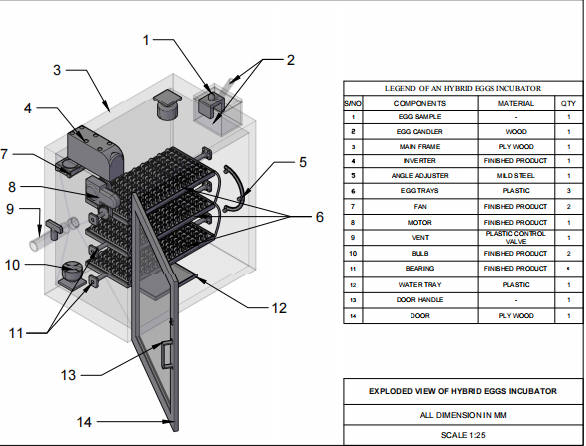 1
2
3
4
5
7
8
6
9
10
12
11
13
14
LEGEND OF AN HYBRID EGGS INCUBATOR
S/NO COMPONENTS MATERIAL QTY
1 EGG SAMPLE - 1
2 EGG CANDLER WOOD 1
3 MAIN FRAME PLY WOOD 1
4 INVERTER FINISHED PRODUCT 1
5 ANGLE ADJUSTER MILD STEEL 1
6 EGG TRAYS PLASTIC 3
7 FAN FINISHED PRODUCT 2
8 MOTOR FINISHED PRODUCT 1
9 VENT PLASTIC CONTROL VALVE 1
10 BULB FINISHED PRODUCT 2
11 BEARING FINISHED PRODUCT
12 WATER TRAY PLASTIC 1
13 DOOR HANDLE - 1
14 DOOR PLY WOOD 1
EXPLODED VIEW OF HYBRID EGGS INCUBATOR
ALL DIMENSION IN MM
SCALE 1:25